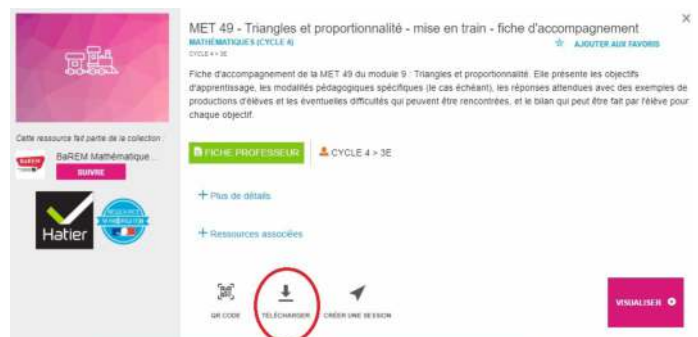 MET 49 - Triangles et proportionnalité - mise en train - fiche d'accompagnement
MATHÉMATIQUES (CYCLE 4)
AJOUTER AUX FAVORIS
CYCLE 4 > 3E
Fiche d'accompagnement de la MET 49 du module 9 : Triangles et proportionnalité. Elle présente les objectifs
d'apprentissage, les modalités pédagogiques spécifiques (le cas échéant), les réponses attendues avec des exemples de
productions d'élèves et les éventuelles difficultés qui peuvent être rencontrées, et le bilan qui peut être fait par l'élève pour
chaque objectif.
Cette ressource fait partie de la collection :
BaREM Mathématique...
SUIVRE
Hatier
FICHE PROFESSEUR
CYCLE 4 > 3E
+ Plus de détails
+ Ressources associées
QR CODE
TÉLÉCHARGER
CRÉER UNE SESSION
VISUALISER